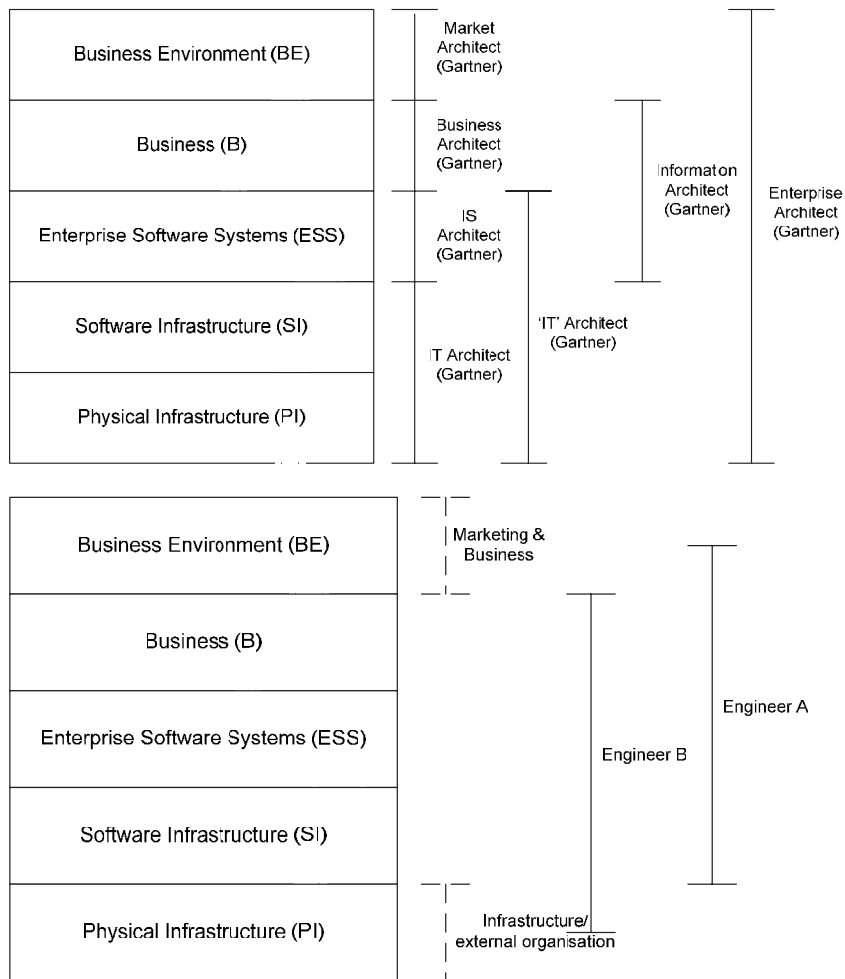 Business Environment (BE)
Market
Architect
(Gartner)
Business (B)
Business
Architect
(Gartner)
Information
Architect
(Gartner)
Enterprise
Architect
(Gartner)
Enterprise Software Systems (ESS)
IS
Architect
(Gartner)
Software Infrastructure (SI)
IT Architect
(Gartner)
'IT' Architect
(Gartner)
Physical Infrastructure (PI)
Business Environment (BE)
Marketing &
Business
Business (B)
Enterprise Software Systems (ESS)
Engineer B
Engineer A
Software Infrastructure (SI)
Physical Infrastructure (PI)
Infrastructure/
external organisation